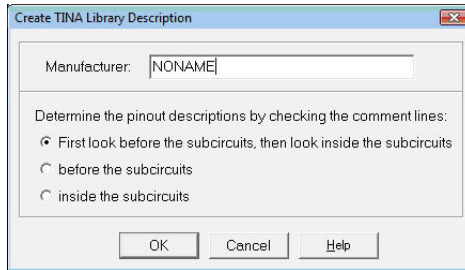 Create TINA Library Description
Manufacturer: NONAME
Determine the pinout descriptions by checking the comment lines:
First look before the subcircuits, then look inside the subcircuits
before the subcircuits
inside the subcircuits
OK Cancel Help